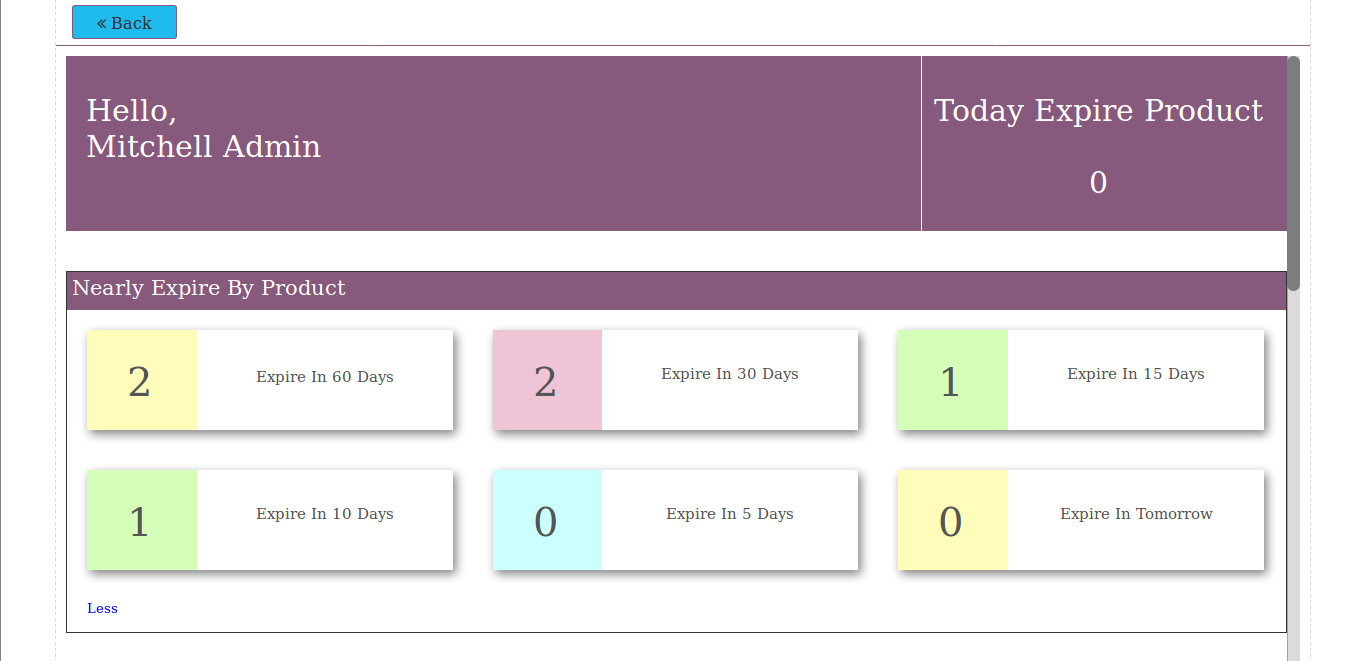 « Back
Hello,
Mitchell Admin
Today Expire Product
0
Nearly Expire By Product
2 Expire In 60 Days
2 Expire In 30 Days
1 Expire In 15 Days
1 Expire In 10 Days
0 Expire In 5 Days
0 Expire In Tomorrow
Less